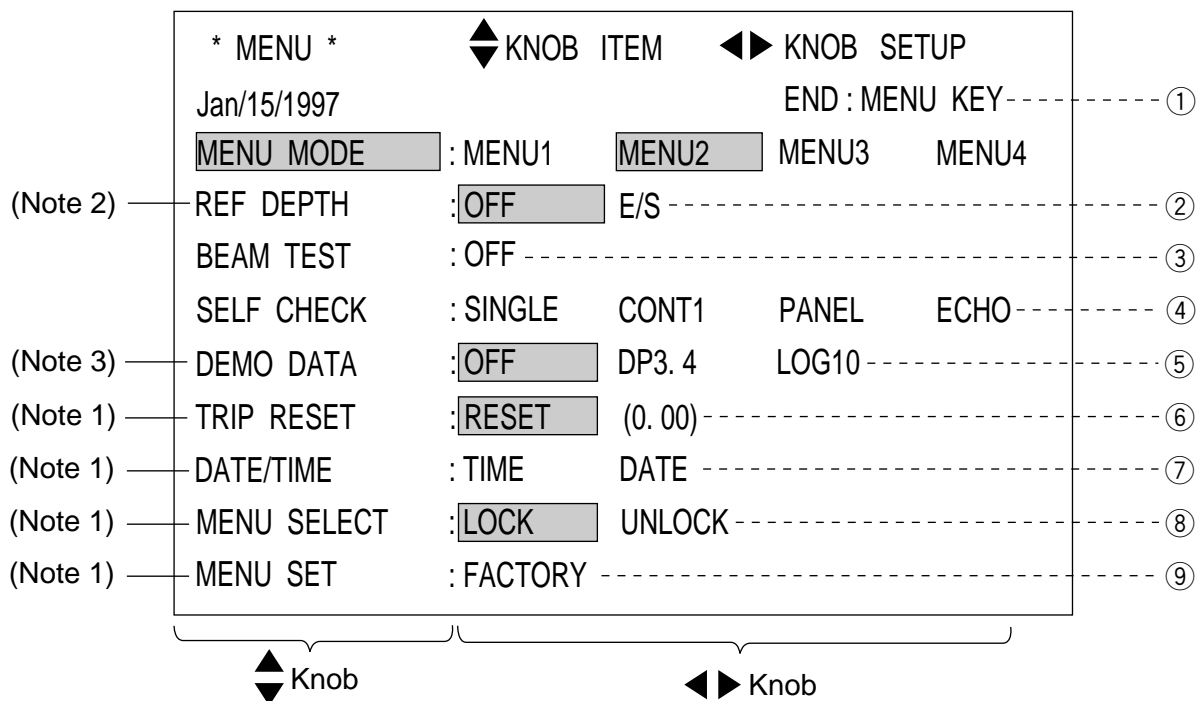 * MENU * ▲▼KNOB ITEM ◀▶ KNOB SETUP
Jan/15/1997 END : MENU KEY ①
MENU MODE : MENU1 MENU2 MENU3 MENU4
(Note 2) REF DEPTH : OFF E/S ②
BEAM TEST : OFF ③
SELF CHECK : SINGLE CONT1 PANEL ECHO ④
(Note 3) DEMO DATA : OFF DP3. 4 LOG10 ⑤
(Note 1) TRIP RESET : RESET (0. 00) ⑥
(Note 1) DATE/TIME : TIME DATE ⑦
(Note 1) MENU SELECT : LOCK UNLOCK ⑧
(Note 1) MENU SET : FACTORY ⑨
▲▼ Knob ◀▶ Knob